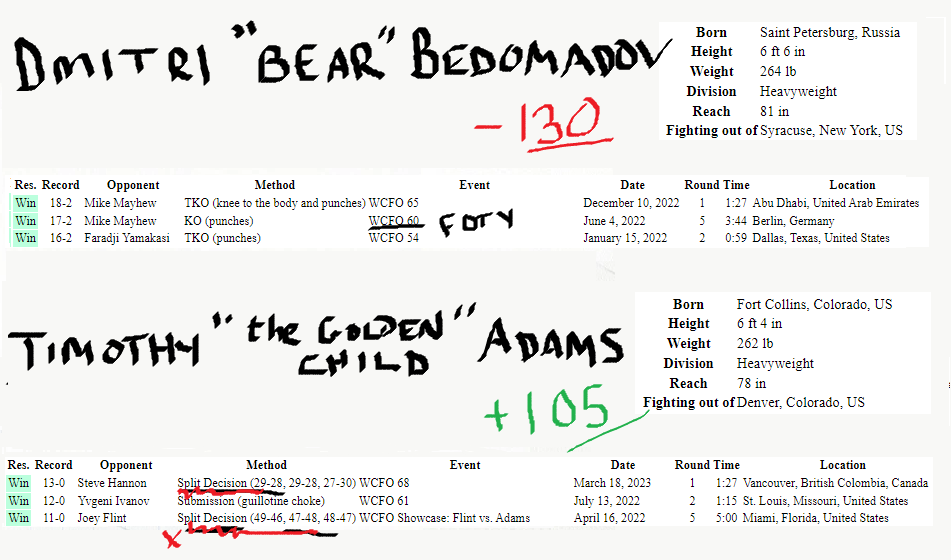 DMITRI "BEAR" BEDOMADOV
-130
Born Saint Petersburg, Russia
Height 6 ft 6 in
Weight 264 lb
Division Heavyweight
Reach 81 in
Fighting out of Syracuse, New York, US
Res. Record Opponent Method Event Date Round Time Location
Win 18-2 Mike Mayhew TKO (knee to the body and punches) WCFO 65 December 10, 2022 1 1:27 Abu Dhabi, United Arab Emirates
Win 17-2 Mike Mayhew KO (punches) WCFO 60 FOTY June 4, 2022 5 3:44 Berlin, Germany
Win 16-2 Faradji Yamakasi TKO (punches) WCFO 54 January 15, 2022 2 0:59 Dallas, Texas, United States
TIMOTHY "the GOLDEN CHILD" ADAMS
+105
Born Fort Collins, Colorado, US
Height 6 ft 4 in
Weight 262 lb
Division Heavyweight
Reach 78 in
Fighting out of Denver, Colorado, US
Res. Record Opponent Method Event Date Round Time Location
Win 13-0 Steve Hannon Split Decision (29-28, 29-28, 27-30) WCFO 68 March 18, 2023 1 1:27 Vancouver, British Columbia, Canada
Win 12-0 Yvgeni Ivanov Submission (guillotine choke) WCFO 61 July 13, 2022 2 1:15 St. Louis, Missouri, United States
Win 11-0 Joey Flint Split Decision (49-46, 47-48, 48-47) WCFO Showcase: Flint vs. Adams April 16, 2022 5 5:00 Miami, Florida, United States
x